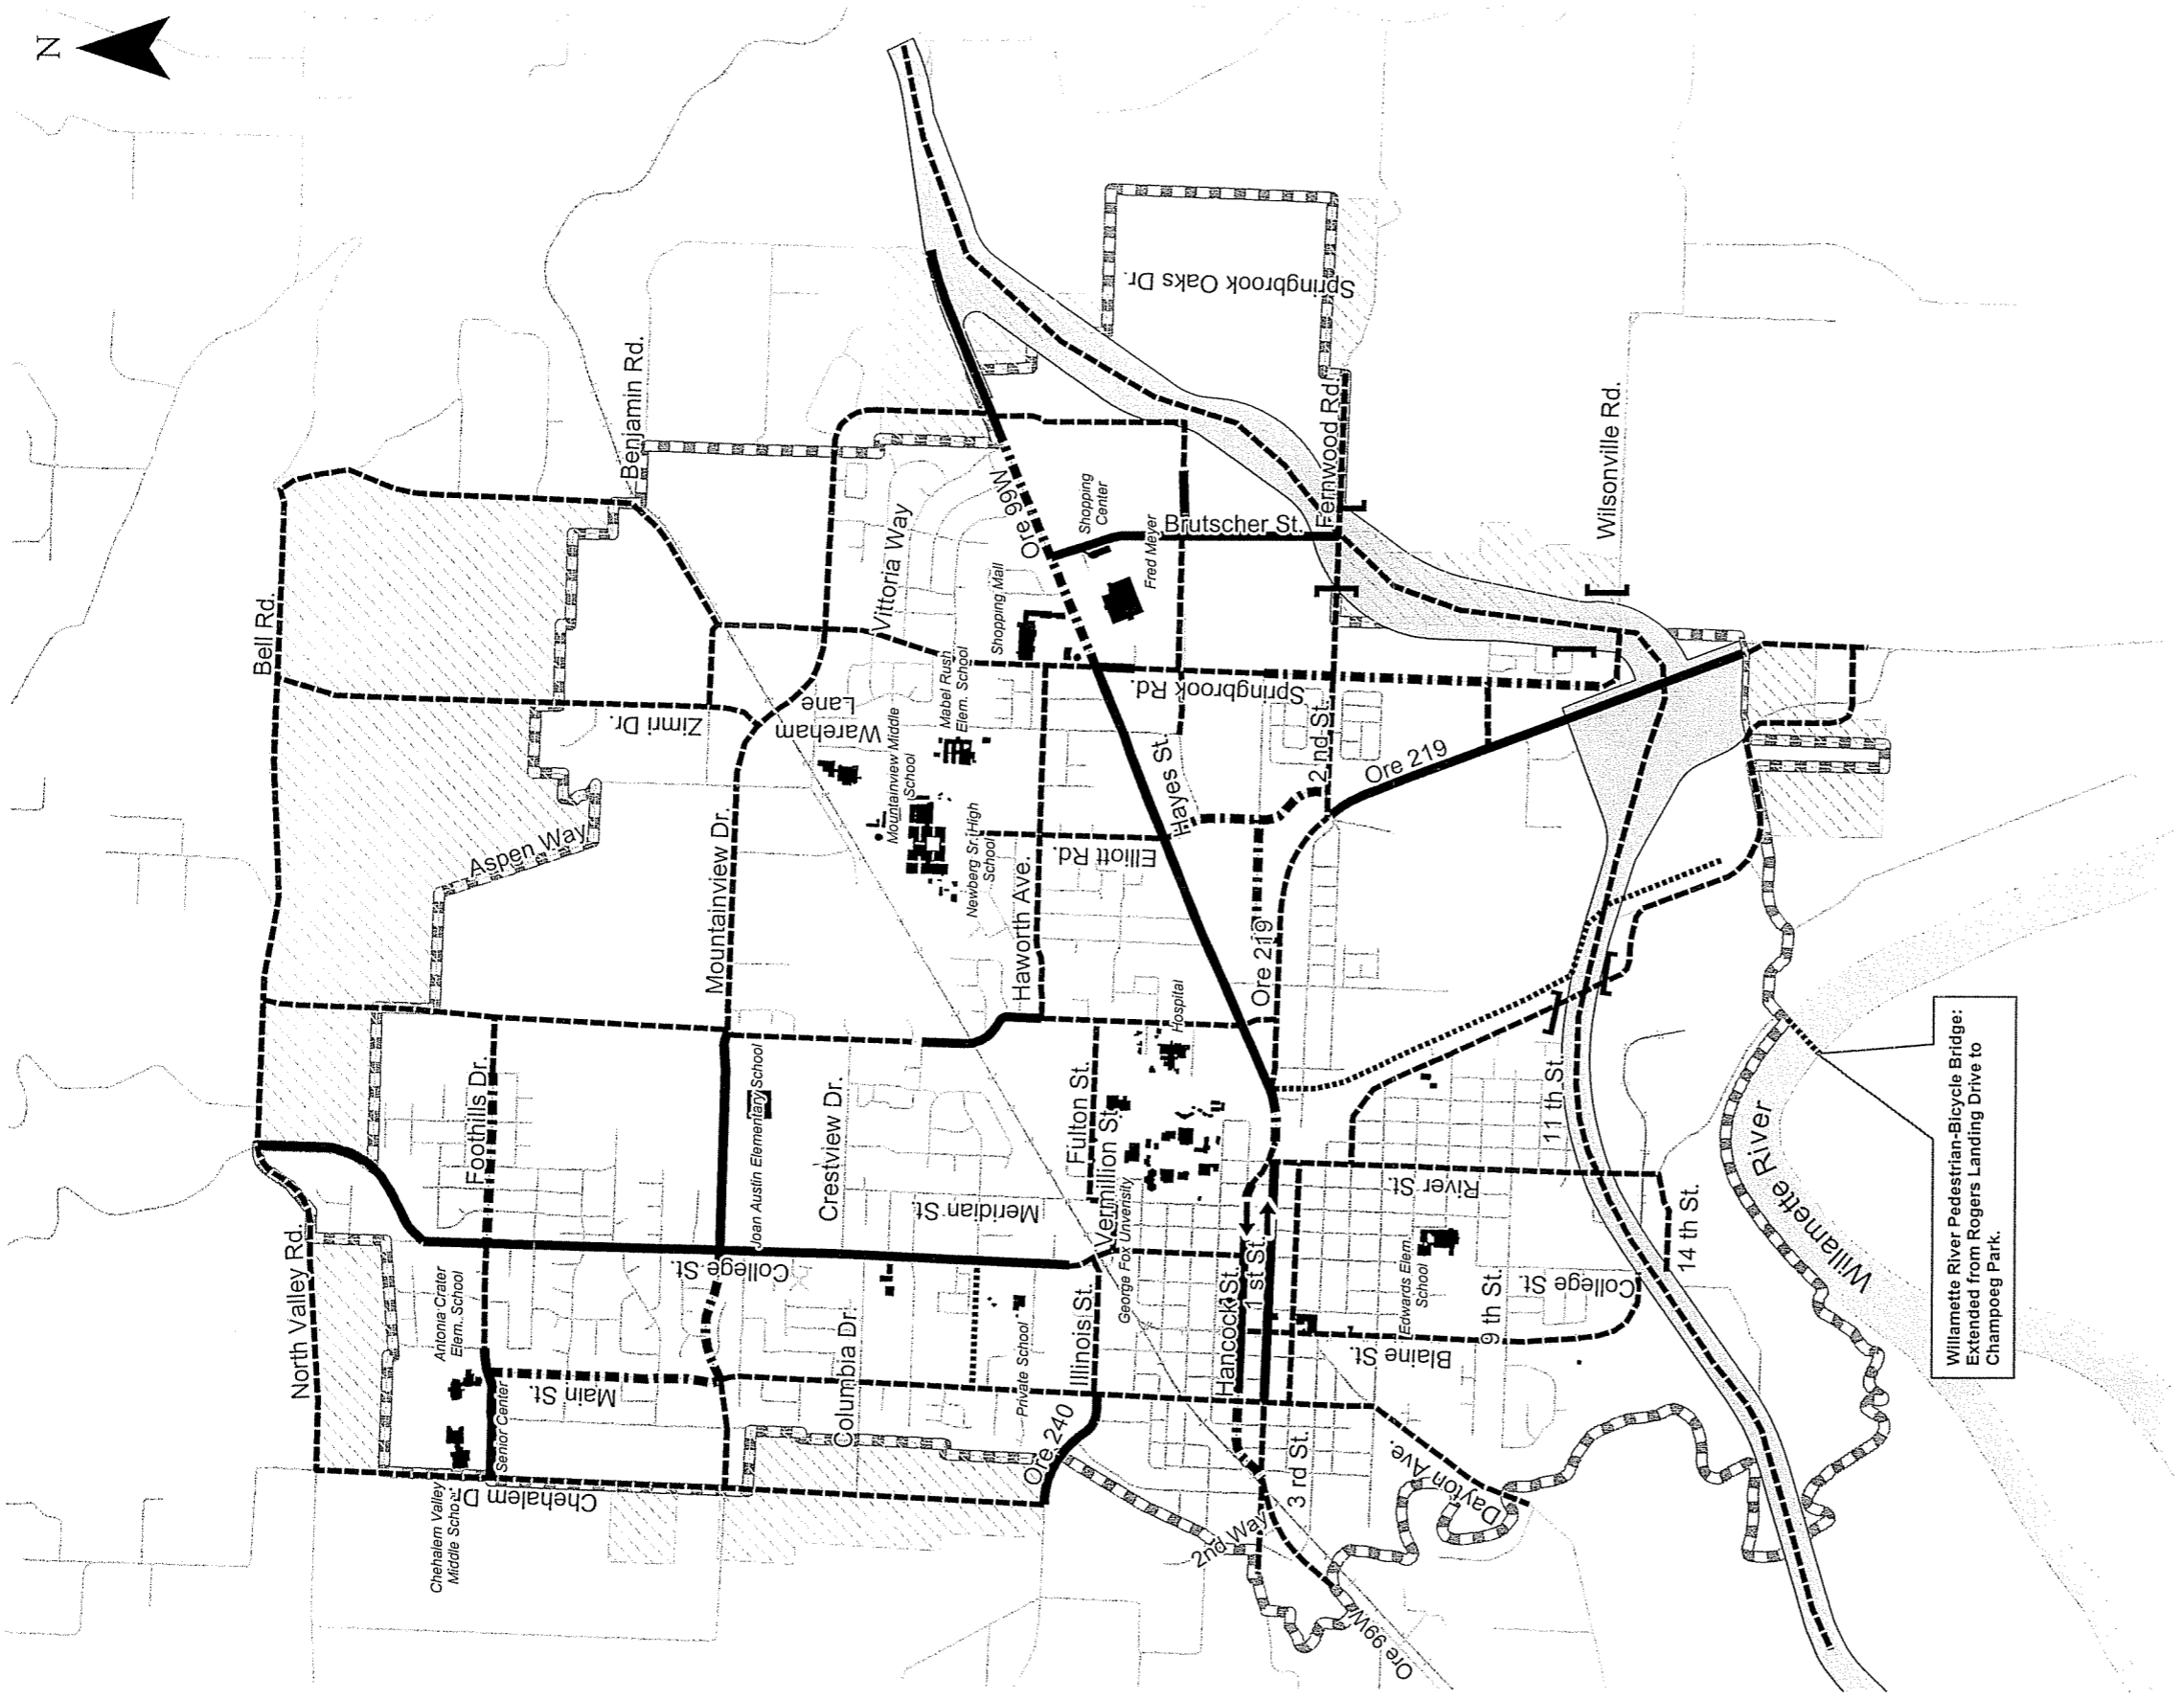 N
Bell Rd.
Benjamin Rd.
North Valley Rd.
Aspen Way
Zimri Dr.
Foothills Dr.
Antonia Crater
Elem. School
Chehalem Valley
Middle School
Senior Center
Chehalem Dr.
Main St.
College St.
Mountainview Dr.
Joan Austin Elementary School
Wareham
Lane
Vittoria Way
Crestview Dr.
Columbia Dr.
Meridian St.
Mountainview Middle
School
Mabel Rush
Elem. School
Newberg Sr. High
School
Haworth Ave.
Elliott Rd.
Shopping Mall
Ore 99W
Shopping
Center
Fred Meyer
Brutscher St.
Springbrook Oaks Dr.
Fernwood Rd.
Springbrook Rd.
Hayes St.
2 nd St.
Ore 219
Ore 219
Wilsonville Rd.
Private School
Illinois St.
Ore 240
Fulton St.
Vermillion St.
George Fox Unversity
Hospital
Hancock St.
1 st St.
3 rd St.
2nd Way
Ore 99W
Dayton Ave.
Edwards Elem.
School
Blaine St.
River St.
9 th St.
College St.
11 th St.
14 th St.
Willamette River
Willamette River Pedestrian-Bicycle Bridge:
Extended from Rogers Landing Drive to
Champoeg Park.